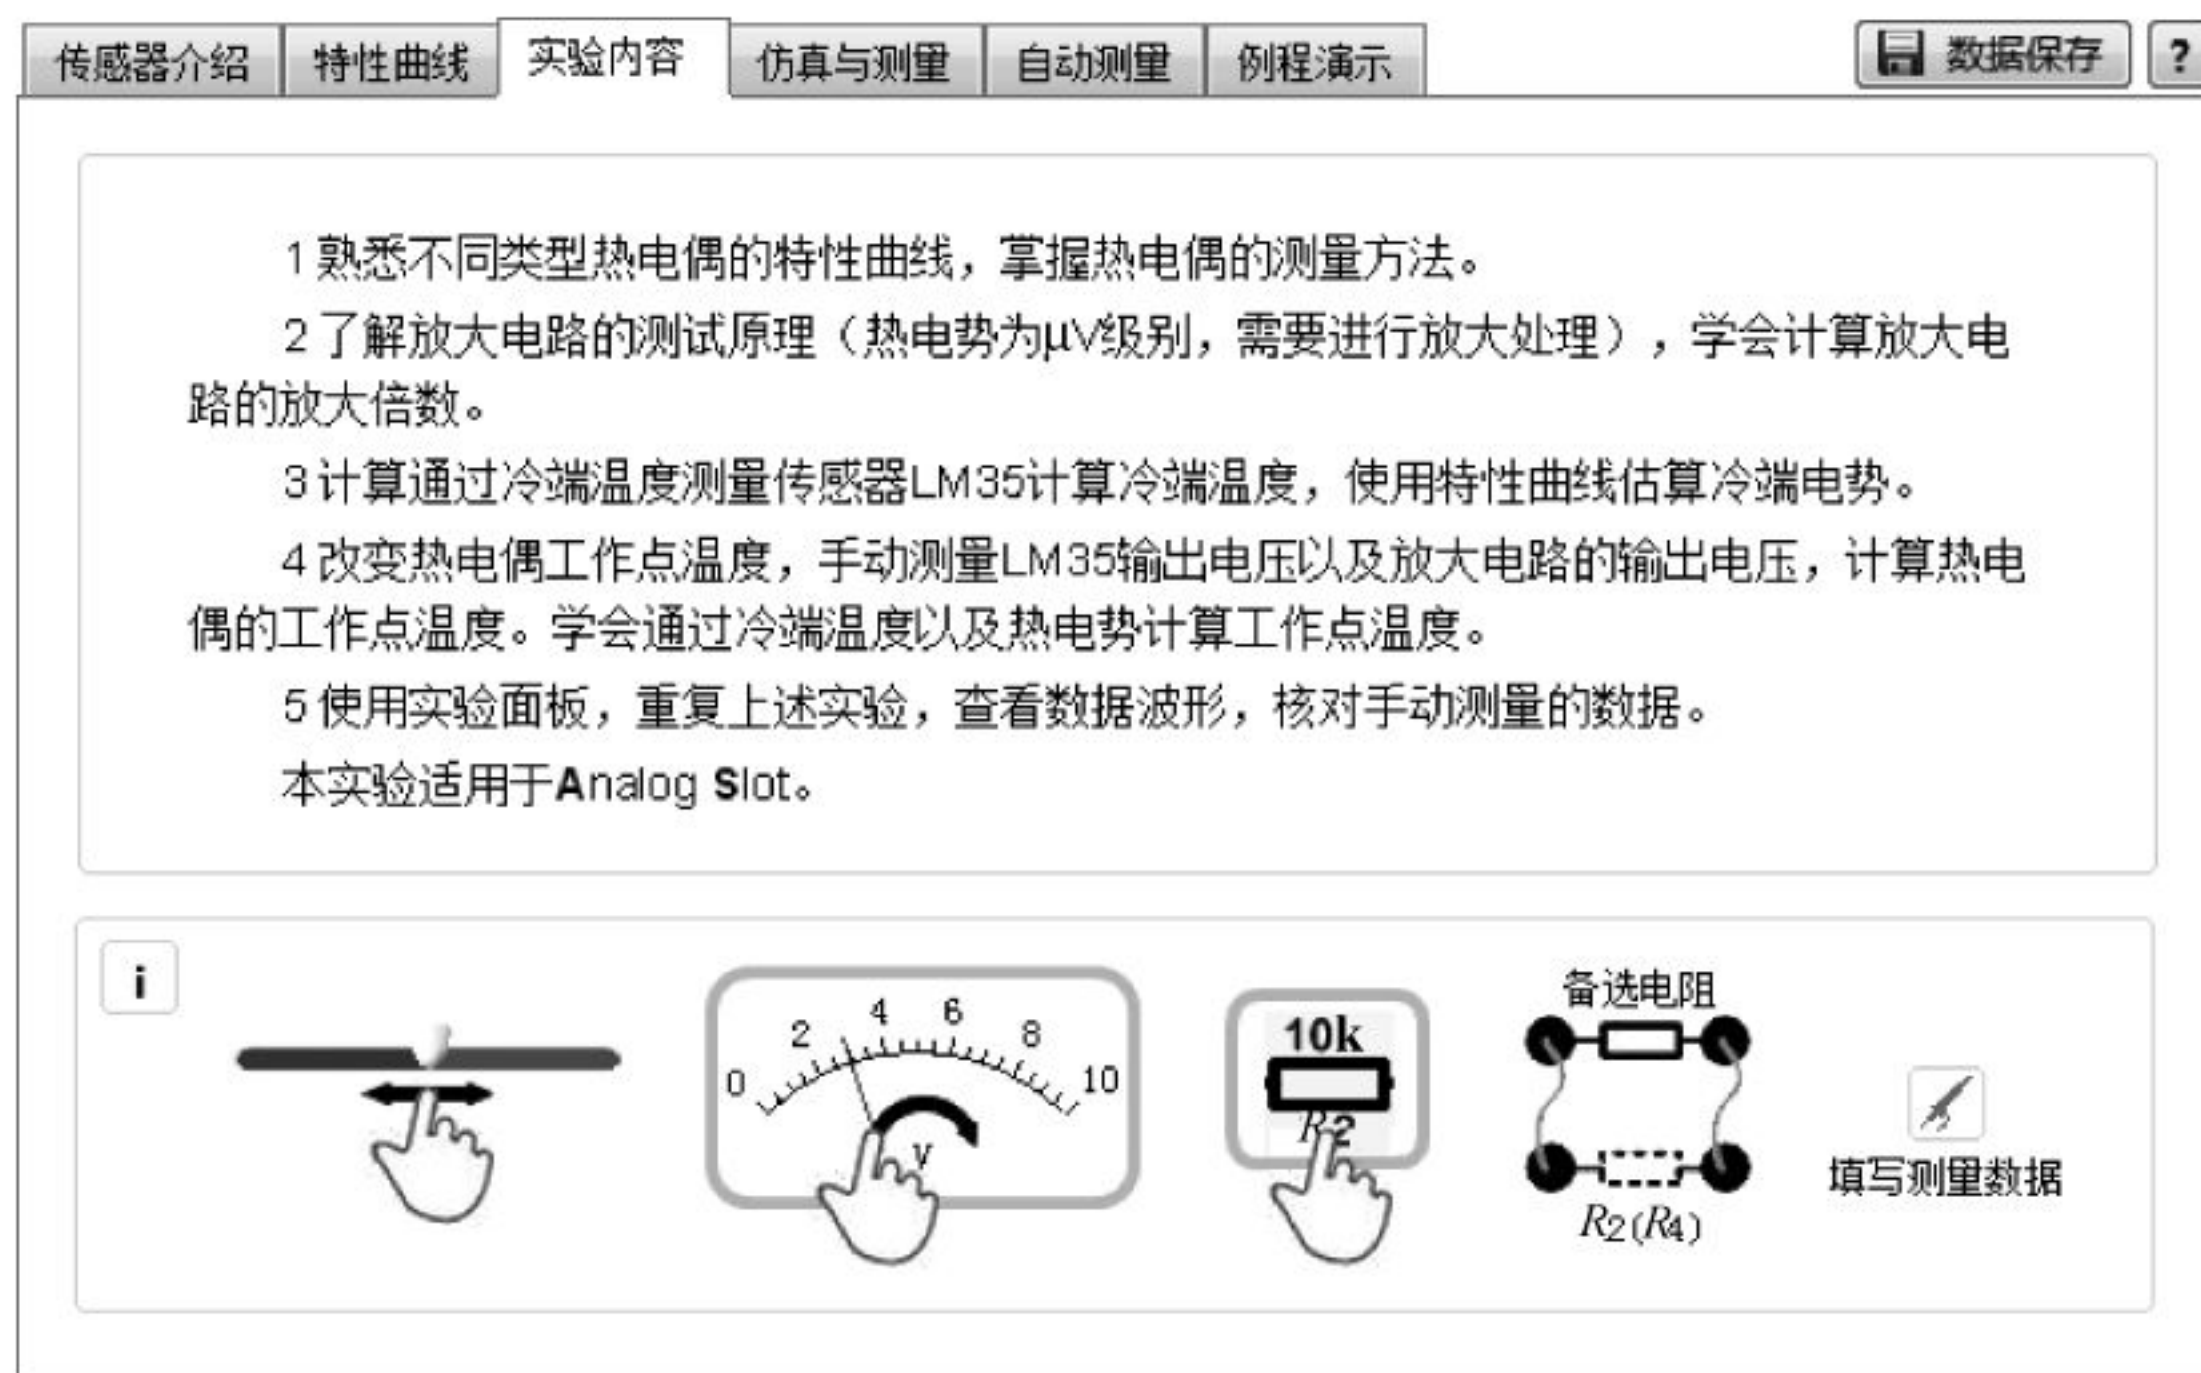 传感器介绍 特性曲线 实验内容 仿真与测量 自动测量 例程演示 数据保存 ?
1 熟悉不同类型热电偶的特性曲线，掌握热电偶的测量方法。
2 了解放大电路的测试原理（热电势为μV级别，需要进行放大处理），学会计算放大电
路的放大倍数。
3 计算通过冷端温度测量传感器LM35计算冷端温度，使用特性曲线估算冷端电势。
4 改变热电偶工作点温度，手动测量LM35输出电压以及放大电路的输出电压，计算热电
偶的工作点温度。学会通过冷端温度以及热电势计算工作点温度。
5 使用实验面板，重复上述实验，查看数据波形，核对手动测量的数据。
本实验适用于Analog Slot。
i
0 2 4 6 8 10
V
10k
R2
备选电阻
R2(R4)
填写测量数据